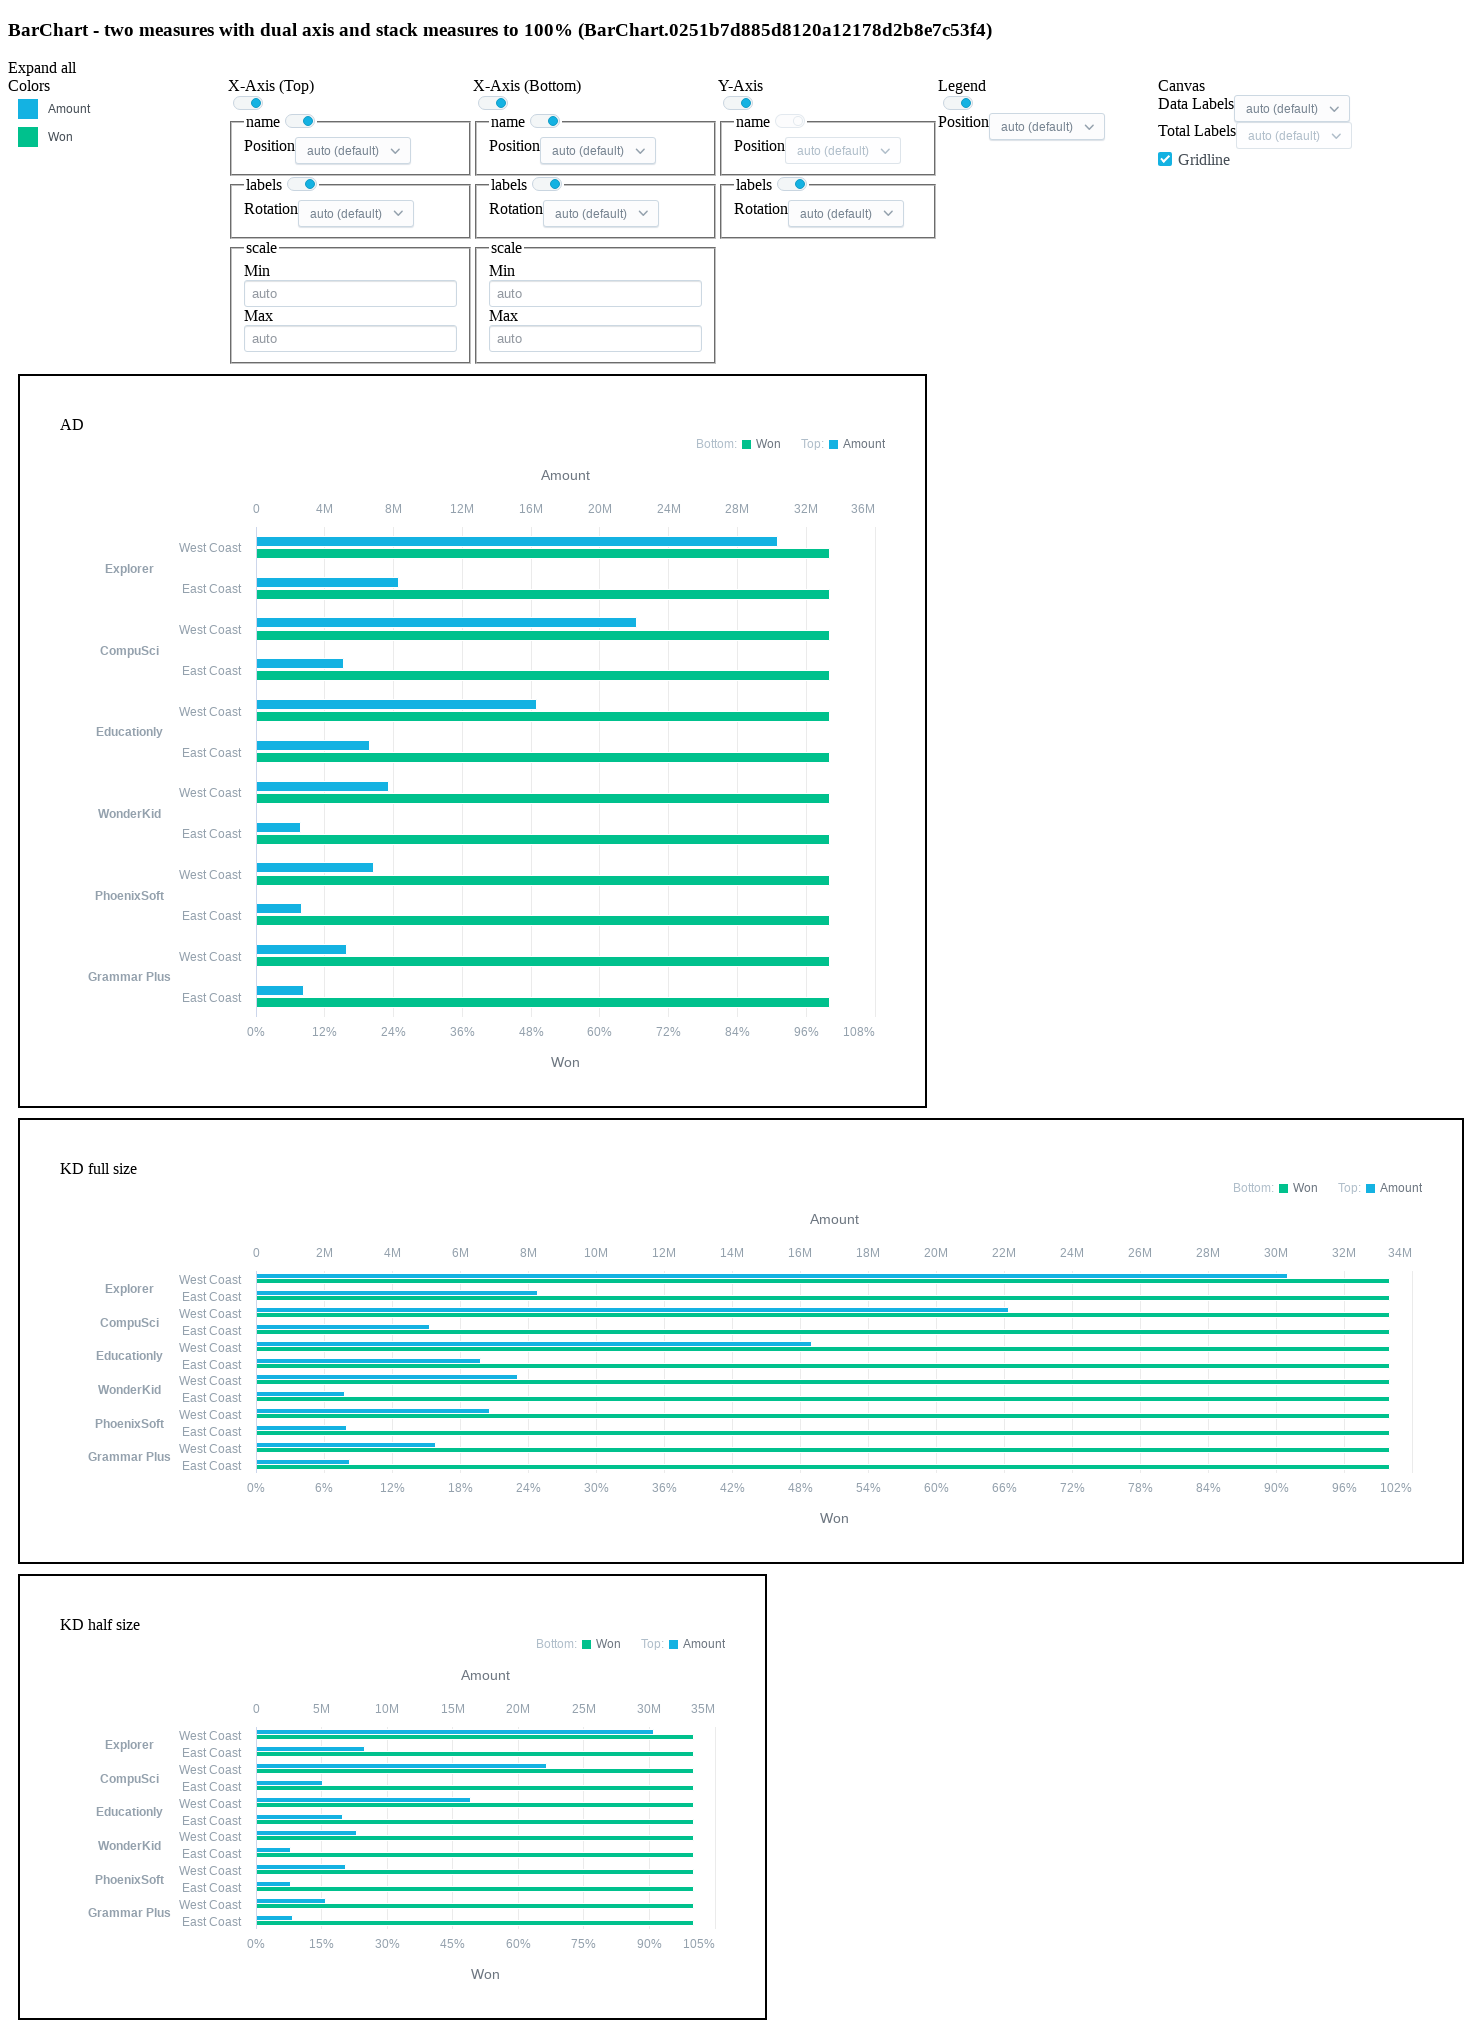 BarChart - two measures with dual axis and stack measures to 100% (BarChart.0251b7d885d8120a12178d2b8e7c53f4)
Expand all
Colors
Amount
Won
X-Axis (Top)
name
Position auto (default)
labels
Rotation auto (default)
scale
Min
auto
Max
auto
X-Axis (Bottom)
name
Position auto (default)
labels
Rotation auto (default)
scale
Min
auto
Max
auto
Y-Axis
name
Position auto (default)
labels
Rotation auto (default)
Legend
Position auto (default)
Canvas
Data Labels auto (default)
Total Labels auto (default)
Gridline
AD
Bottom: Won Top: Amount
Amount
0 4M 8M 12M 16M 20M 24M 28M 32M 36M
West Coast
Explorer
East Coast
West Coast
CompuSci
East Coast
West Coast
Educationly
East Coast
West Coast
WonderKid
East Coast
West Coast
PhoenixSoft
East Coast
West Coast
Grammar Plus
East Coast
0% 12% 24% 36% 48% 60% 72% 84% 96% 108%
Won
KD full size
Bottom: Won Top: Amount
Amount
0 2M 4M 6M 8M 10M 12M 14M 16M 18M 20M 22M 24M 26M 28M 30M 32M 34M
West Coast
Explorer
East Coast
West Coast
CompuSci
East Coast
West Coast
Educationly
East Coast
West Coast
WonderKid
East Coast
West Coast
PhoenixSoft
East Coast
West Coast
Grammar Plus
East Coast
0% 6% 12% 18% 24% 30% 36% 42% 48% 54% 60% 66% 72% 78% 84% 90% 96% 102%
Won
KD half size
Bottom: Won Top: Amount
Amount
0 5M 10M 15M 20M 25M 30M 35M
West Coast
Explorer
East Coast
West Coast
CompuSci
East Coast
West Coast
Educationly
East Coast
West Coast
WonderKid
East Coast
West Coast
PhoenixSoft
East Coast
West Coast
Grammar Plus
East Coast
0% 15% 30% 45% 60% 75% 90% 105%
Won